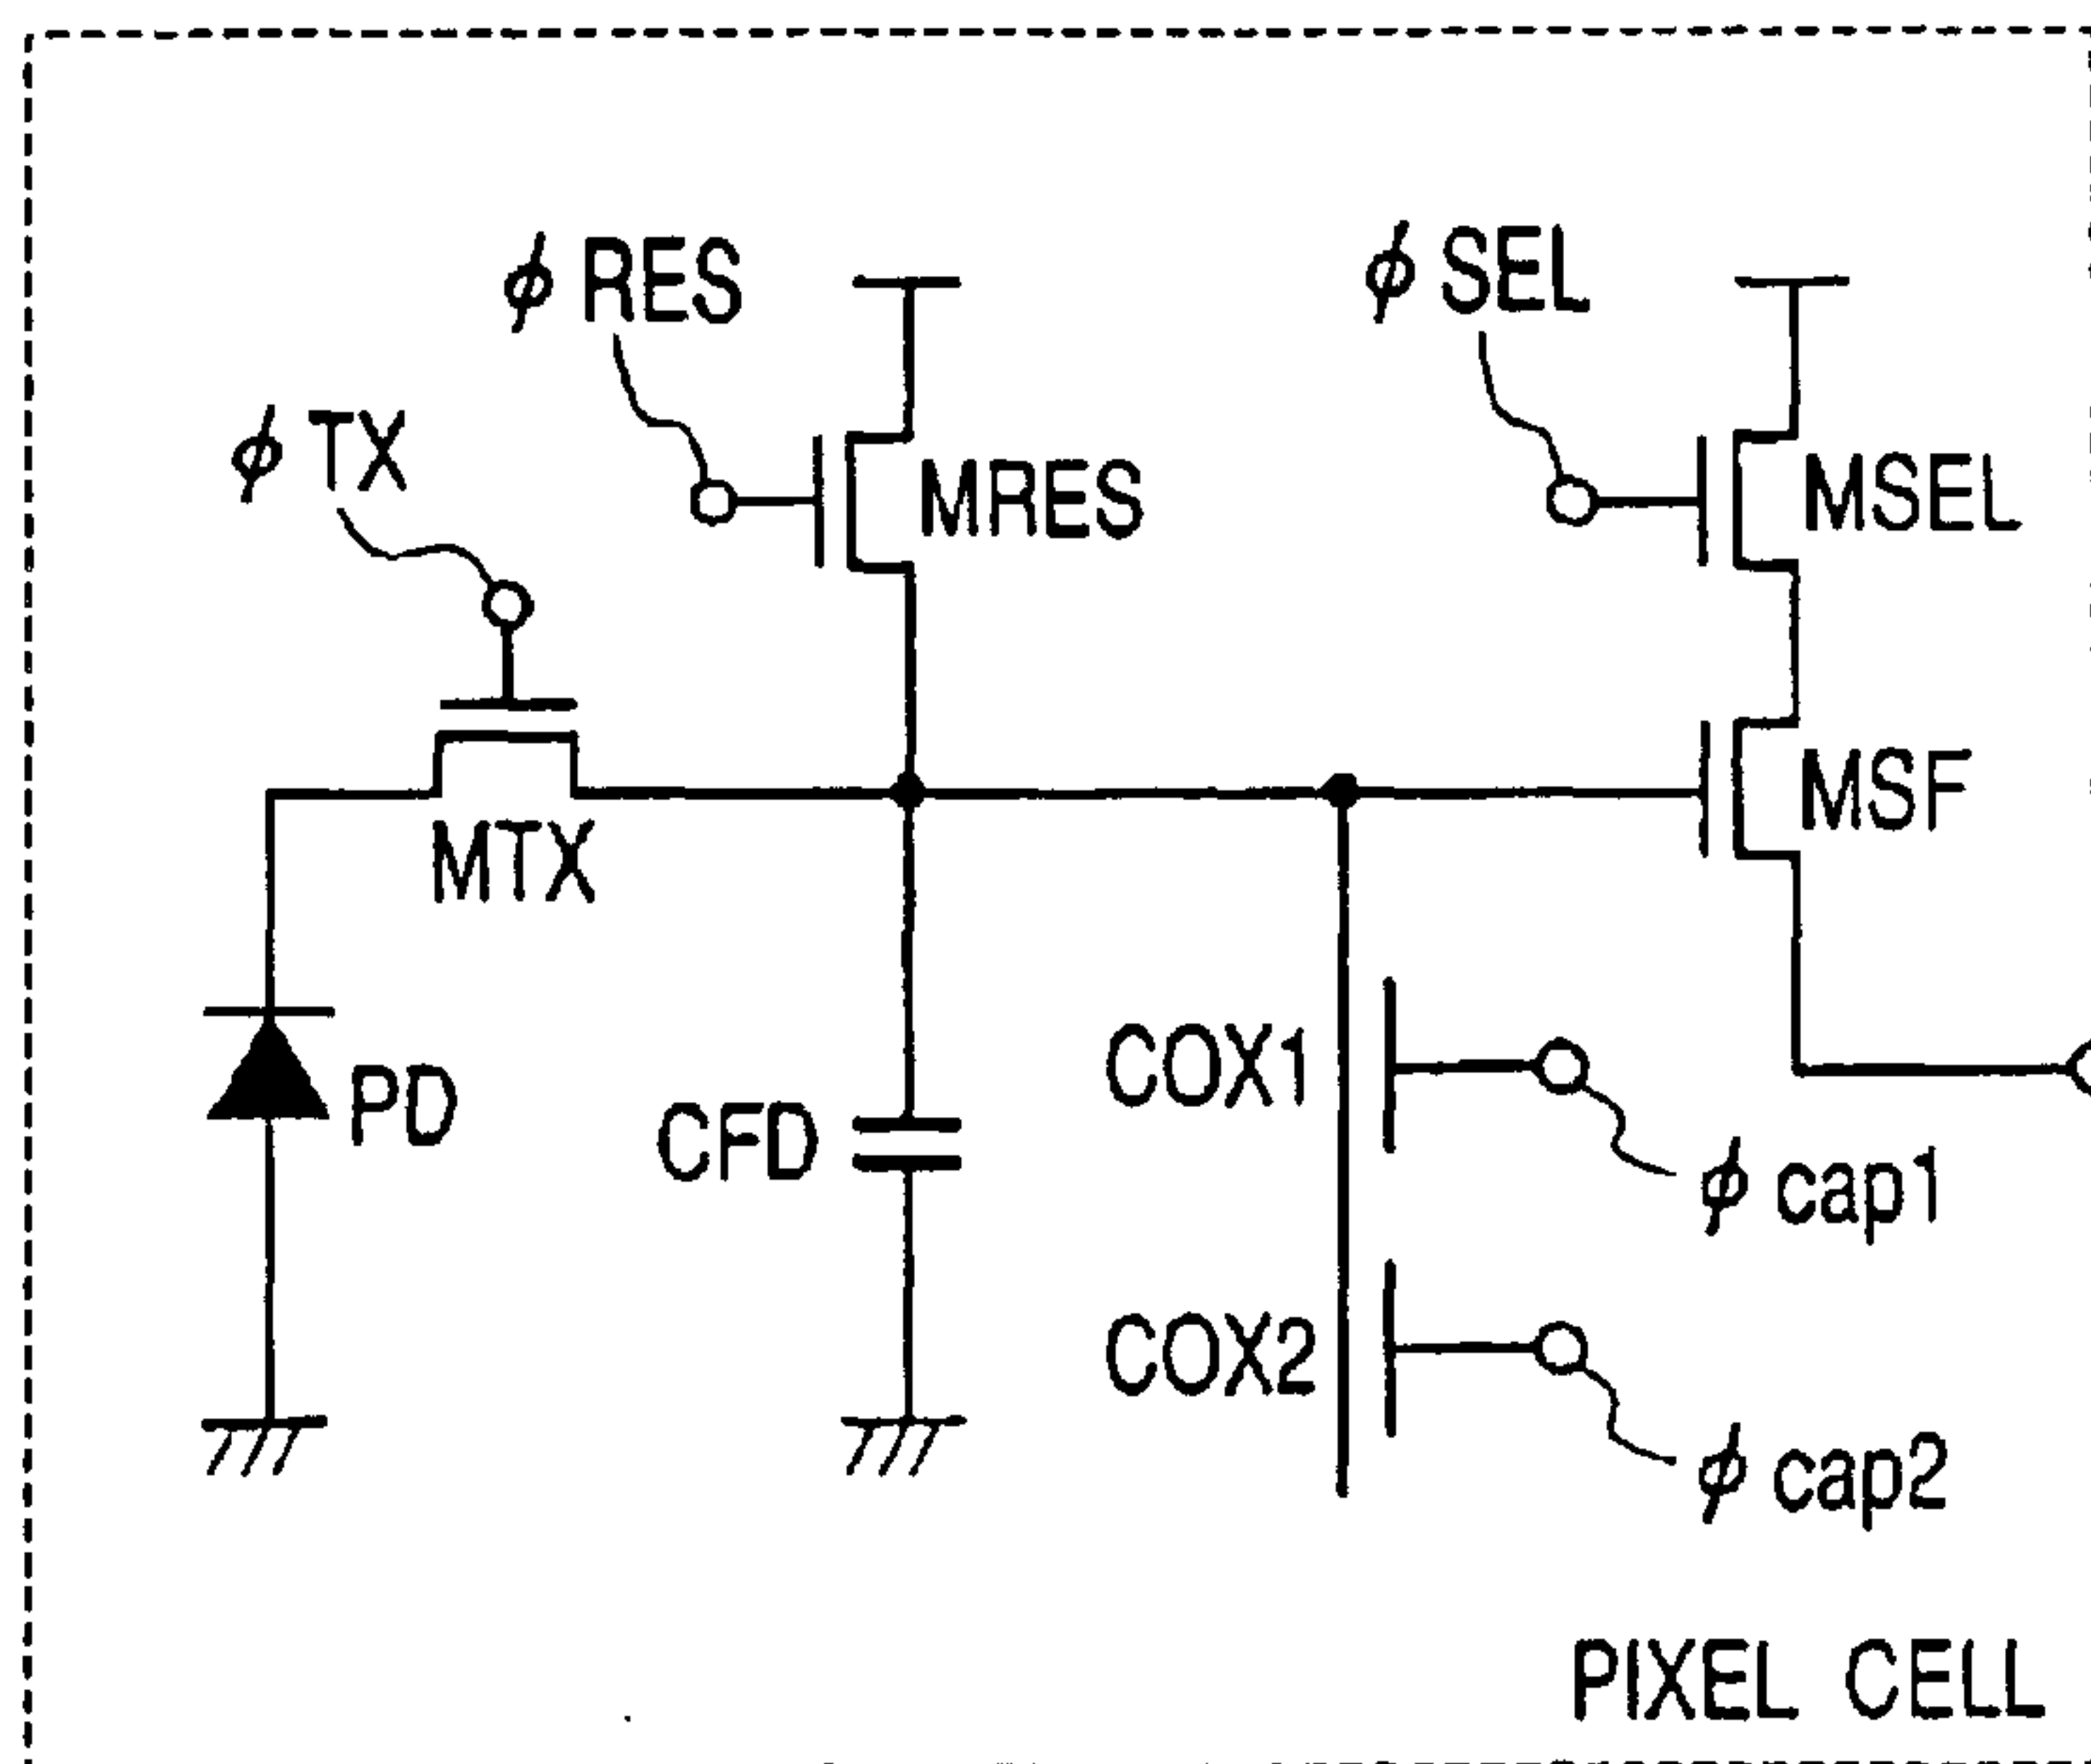 ϕ RES
ϕ SEL
ϕ TX
MRES
MSEL
MSF
MTX
COX1
PD
CFD
ϕ cap1
COX2
ϕ cap2
PIXEL CELL